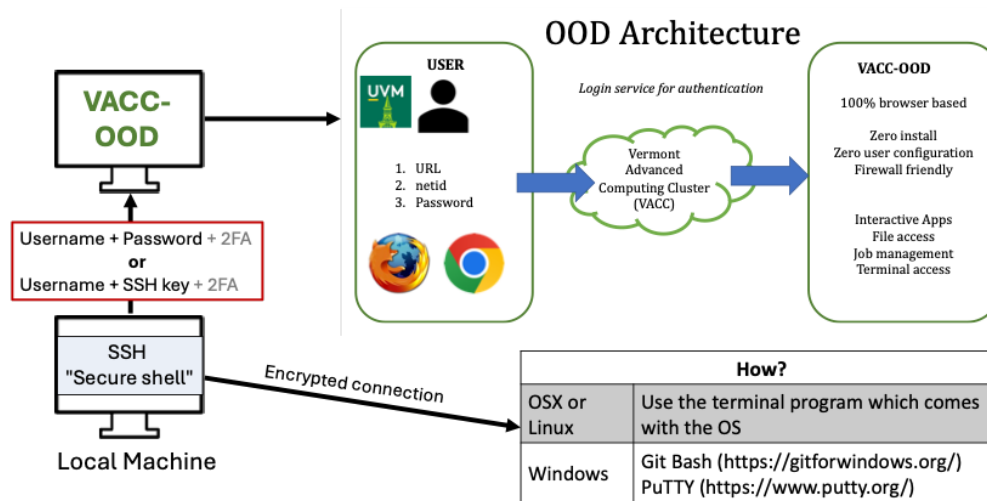 OOD Architecture
VACC-
OOD
Username + Password + 2FA
or
Username + SSH key + 2FA
SSH
"Secure shell"
Local Machine
USER
UVM
1. URL
2. netid
3. Password
Login service for authentication
Vermont
Advanced
Computing Cluster
(VACC)
VACC-OOD
100% browser based
Zero install
Zero user configuration
Firewall friendly
Interactive Apps
File access
Job management
Terminal access
Encrypted connection
How?
OSX or
Linux
Use the terminal program which comes
with the OS
Windows
Git Bash (https://gitforwindows.org/)
PuTTY (https://www.putty.org/)